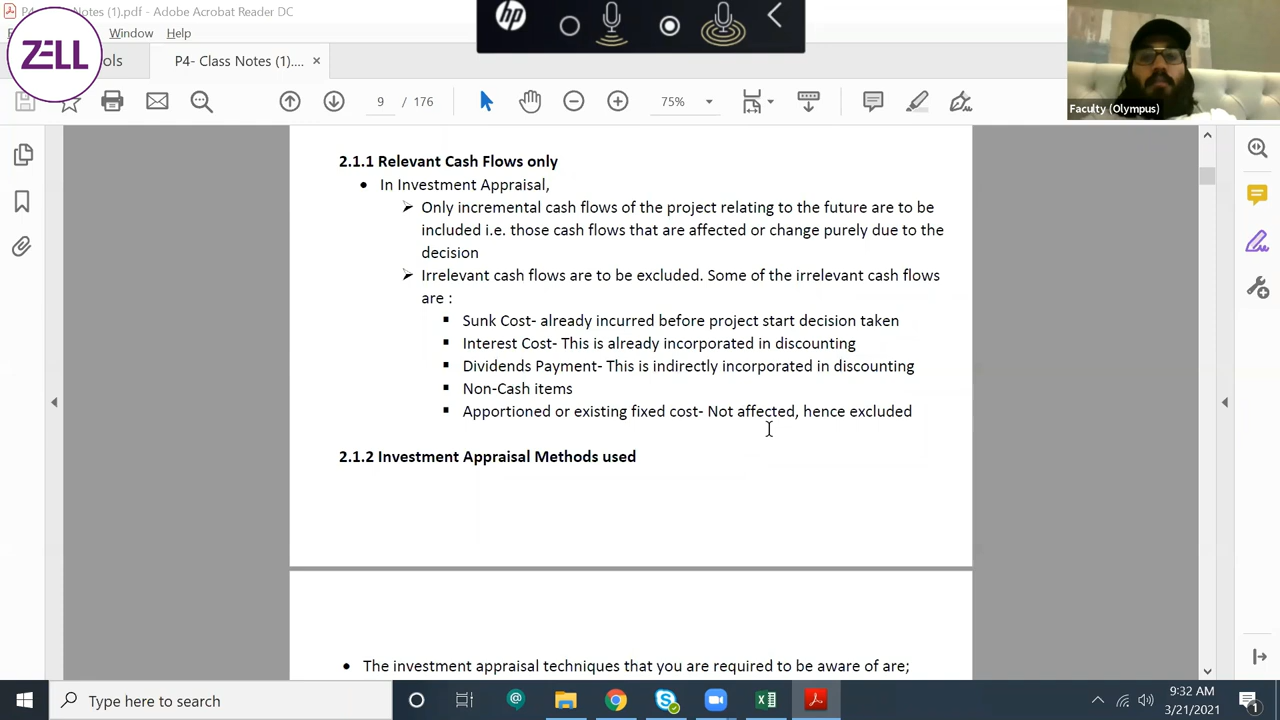 P4- Class Notes (1).pdf - Adobe Acrobat Reader DC
Window Help
ZELL
P4- Class Notes (1)....
9 / 176
75%
hp
Faculty (Olympus)
2.1.1 Relevant Cash Flows only
• In Investment Appraisal,
➢ Only incremental cash flows of the project relating to the future are to be
included i.e. those cash flows that are affected or change purely due to the
decision
➢ Irrelevant cash flows are to be excluded. Some of the irrelevant cash flows
are :
▪ Sunk Cost- already incurred before project start decision taken
▪ Interest Cost- This is already incorporated in discounting
▪ Dividends Payment- This is indirectly incorporated in discounting
▪ Non-Cash items
▪ Apportioned or existing fixed cost- Not affected, hence excluded
2.1.2 Investment Appraisal Methods used
• The investment appraisal techniques that you are required to be aware of are;
Type here to search
9:32 AM
3/21/2021
1